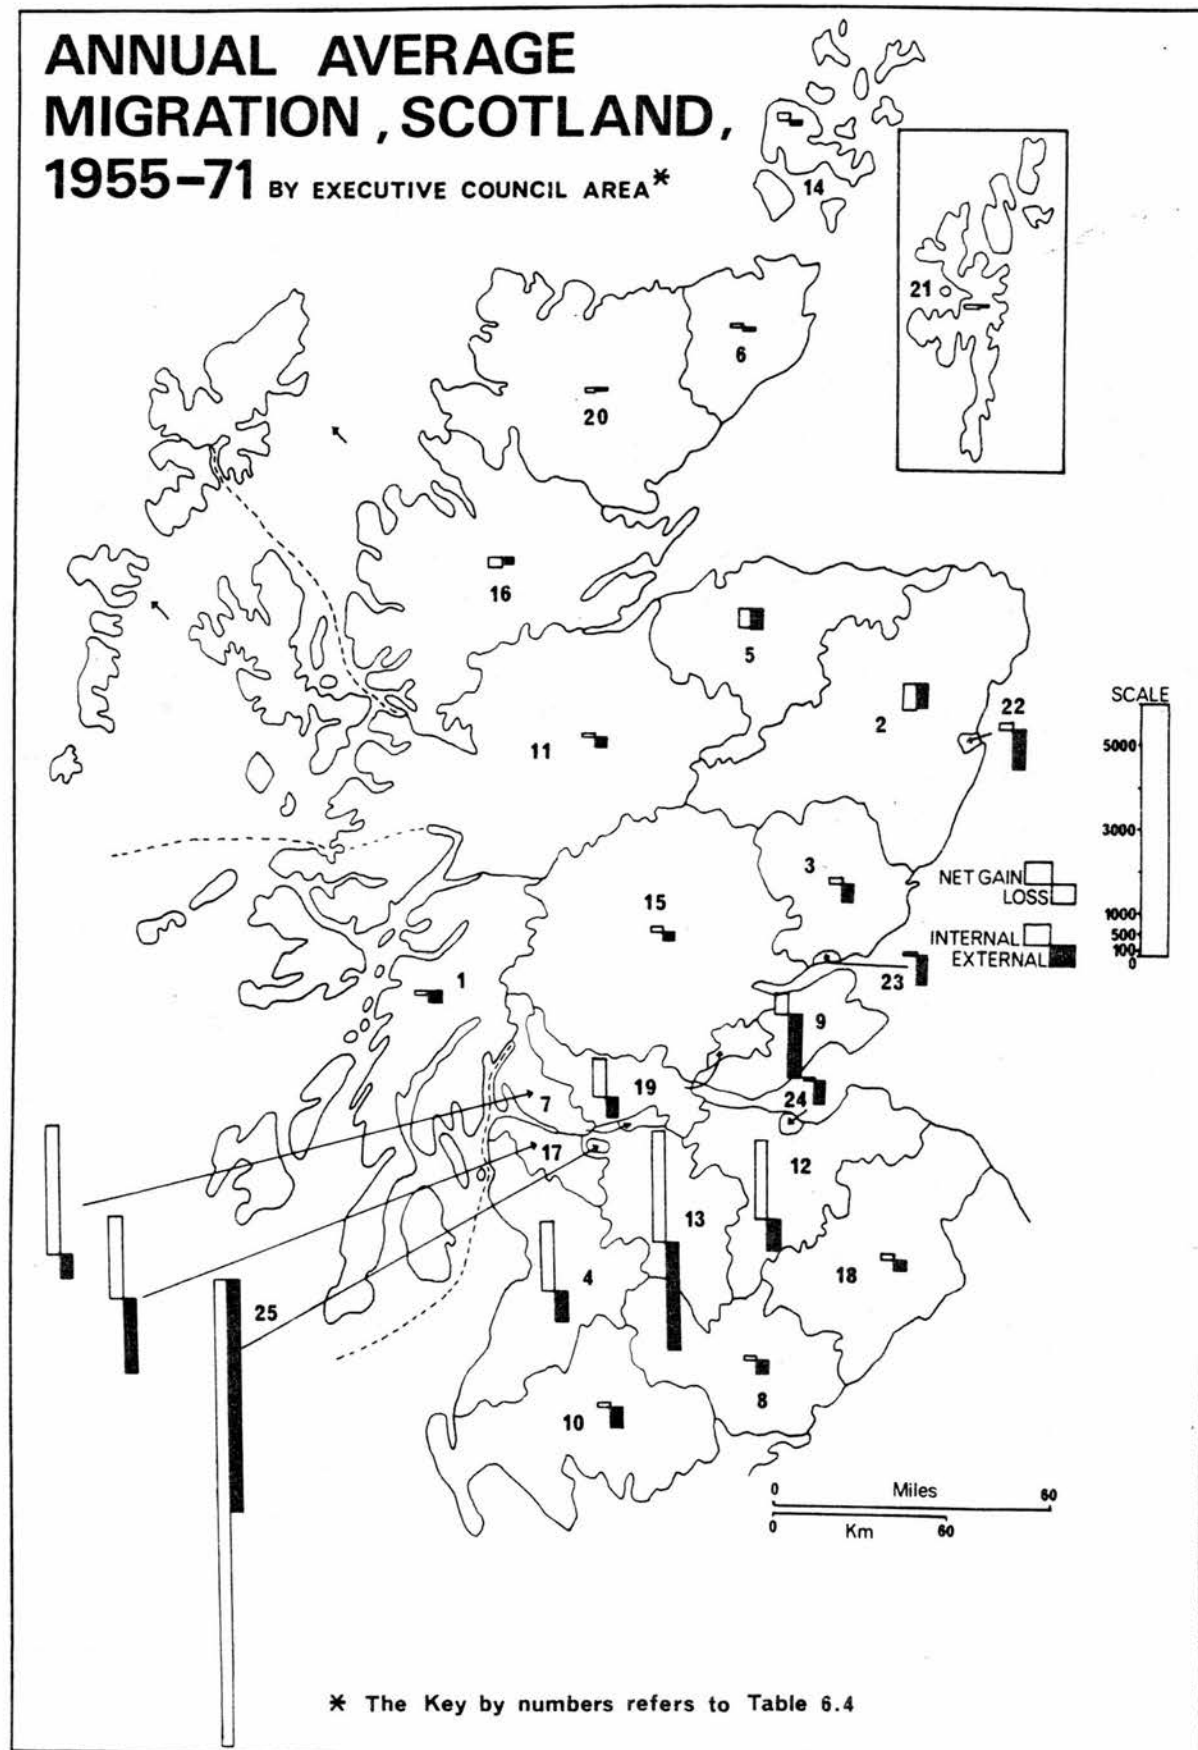 ANNUAL AVERAGE
MIGRATION, SCOTLAND,
1955-71 BY EXECUTIVE COUNCIL AREA*
14
21
6
20
16
5
2
22
11
SCALE
5000
3000
1000
500
100
0
3
NET GAIN
LOSS
INTERNAL
EXTERNAL
15
23
1
9
19
24
7
17
12
13
18
4
25
8
10
0 Miles 60
0 Km 60
* The Key by numbers refers to Table 6.4